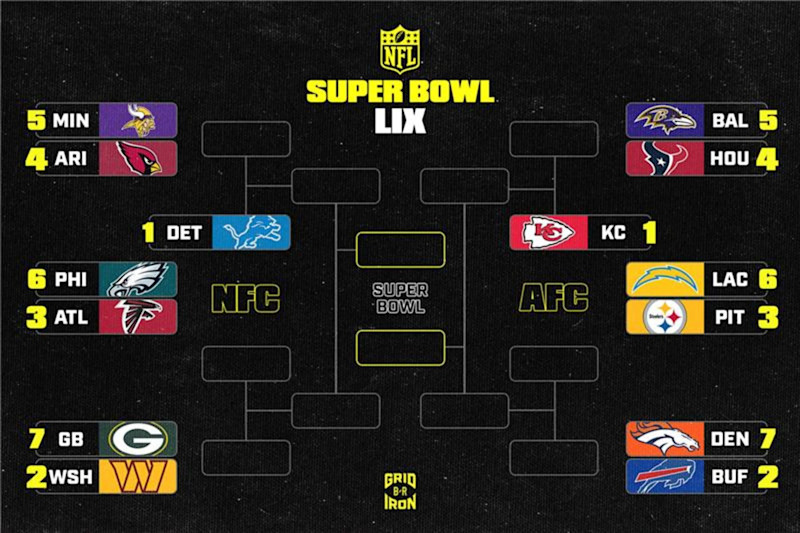 NFL
SUPER BOWL
LIX
5 MIN
4 ARI
1 DET
6 PHI
3 ATL
NFC
7 GB
2 WSH
SUPER
BOWL
BAL 5
HOU 4
KC 1
KC
LAC 6
PIT 3
Steelers
AFC
DEN 7
BUF 2
GRID
B·R
IRON